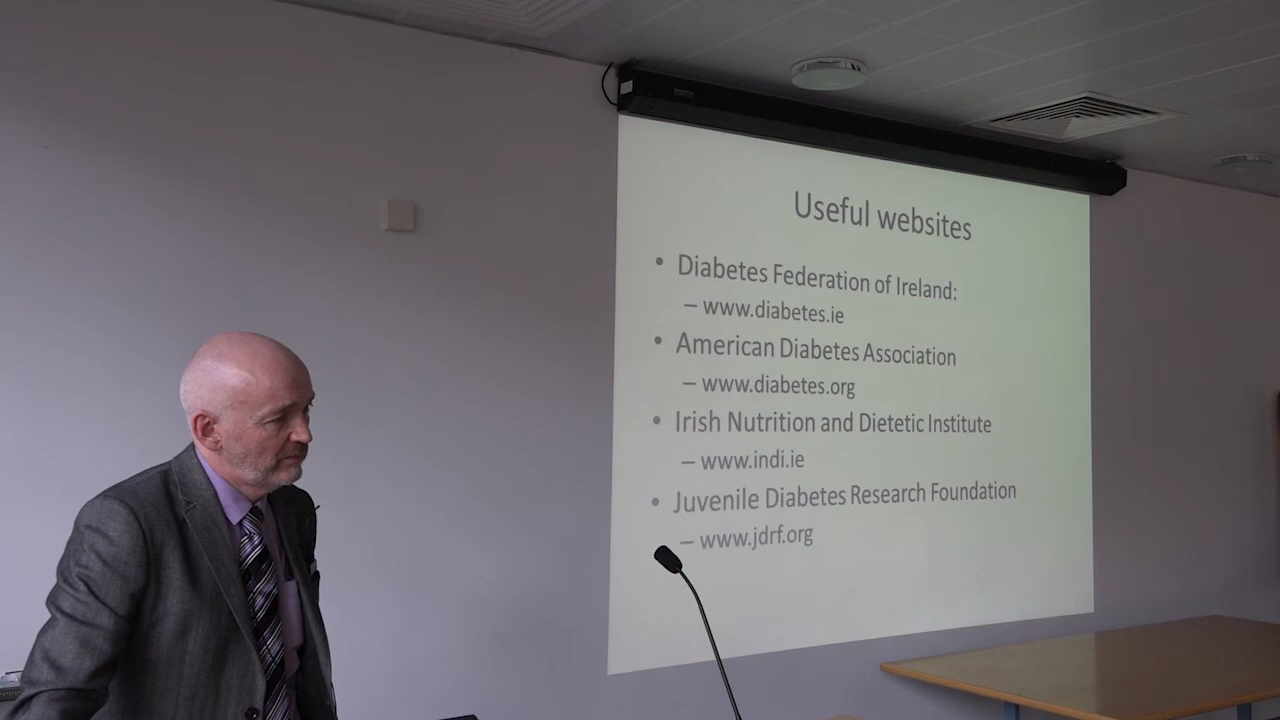 Useful websites
• Diabetes Federation of Ireland:
– www.diabetes.ie
• American Diabetes Association
– www.diabetes.org
• Irish Nutrition and Dietetic Institute
– www.indi.ie
• Juvenile Diabetes Research Foundation
– www.jdrf.org